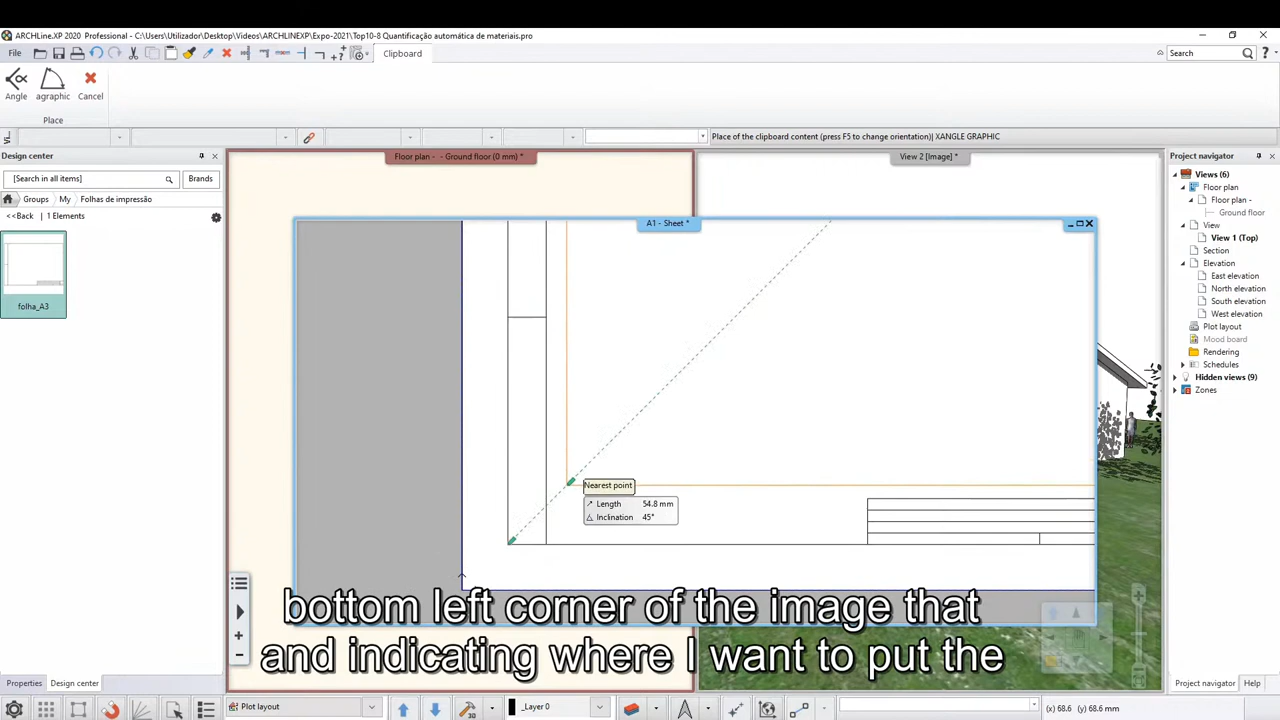 ARCHLine.XP 2020 Professional - C:\Users\Utilizador\Desktop\Videos\ARCHLINEXP\Expo-2021\Top10-8 Quantificação automática de materiais.pro
File
Clipboard
Search
Angle
agraphic
Cancel
Place
Place of the clipboard content (press F5 to change orientation)| XANGLE GRAPHIC
Design center
[Search in all items]
Brands
Groups
My
Folhas de impressão
<<Back
1 Elements
folha_A3
Floor plan - - Ground floor (0 mm) *
View 2 [Image] *
A1 - Sheet *
Nearest point
Length 54.8 mm
Inclination 45°
Project navigator
Views (6)
Floor plan
Floor plan -
Ground floor
View
View 1 (Top)
Section
Elevation
East elevation
North elevation
South elevation
West elevation
Plot layout
Mood board
Rendering
Schedules
Hidden views (9)
Zones
bottom left corner of the image that
and indicating where I want to put the
Properties
Design center
Project navigator
Help
Plot layout
_Layer 0
(x) 68.6 (y) 68.6 mm